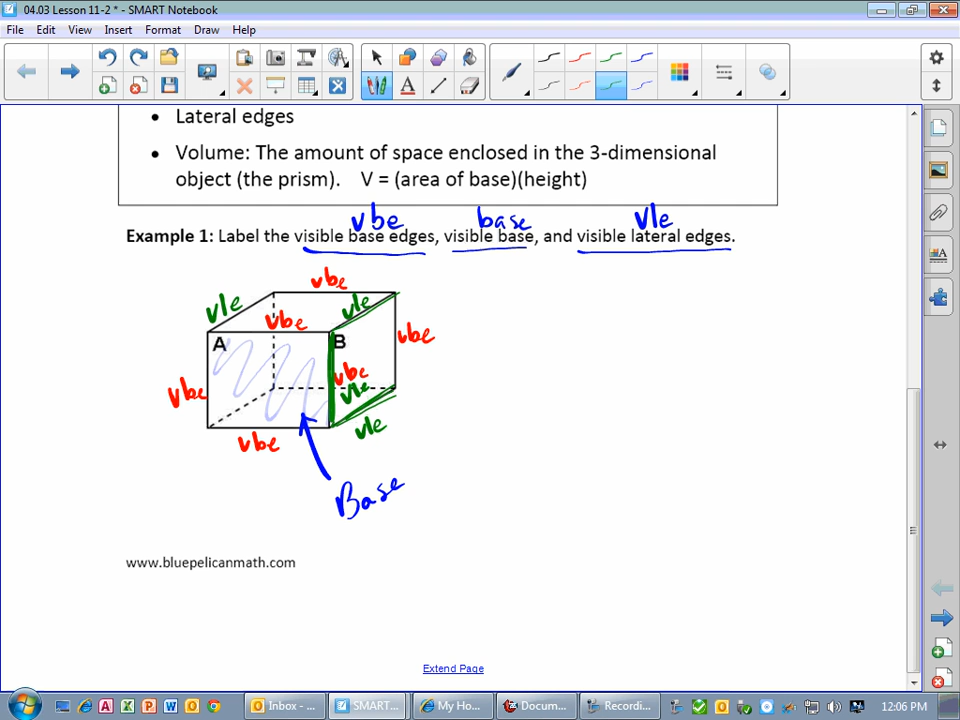 04.03 Lesson 11-2 * - SMART Notebook
File Edit View Insert Format Draw Help
• Lateral edges
• Volume: The amount of space enclosed in the 3-dimensional
object (the prism). V = (area of base)(height)
vbe base vle
Example 1: Label the visible base edges, visible base, and visible lateral edges.
vbe
vle vle
vbe
vbe
A B
vbe
vbe vle
vle
vbe
Base
www.bluepelicanmath.com
Extend Page
Inbox - ... SMART... My Ho... Docum... Recordi... 12:06 PM